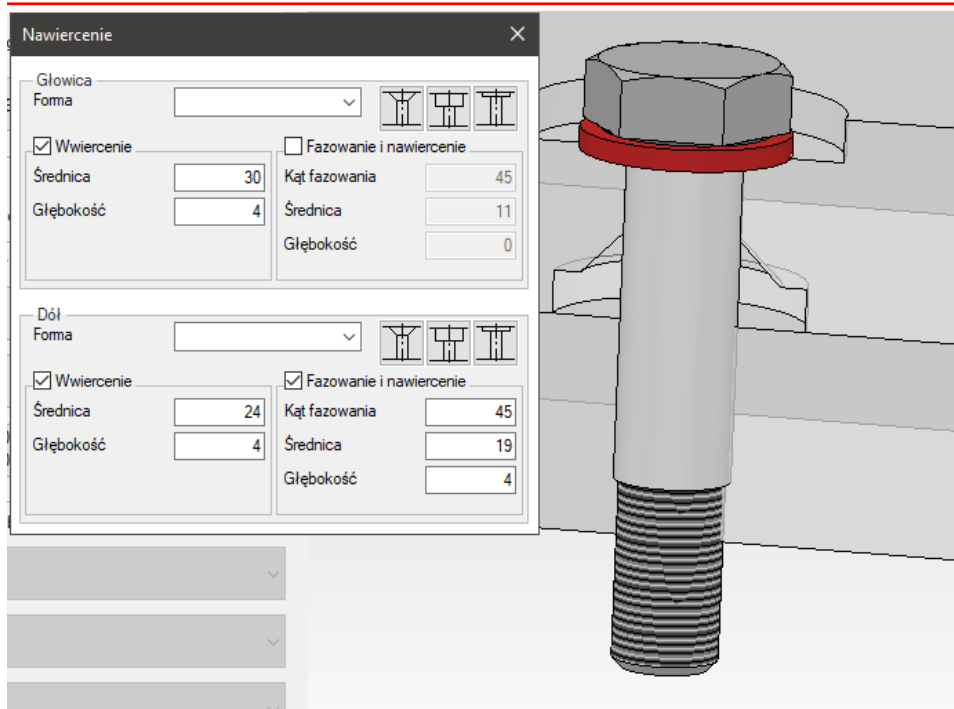 Nawiercenie
Głowica
Forma
Wwiercenie
Średnica 30
Głębokość 4
Fazowanie i nawiercenie
Kąt fazowania 45
Średnica 11
Głębokość 0
Dół
Forma
Wwiercenie
Średnica 24
Głębokość 4
Fazowanie i nawiercenie
Kąt fazowania 45
Średnica 19
Głębokość 4